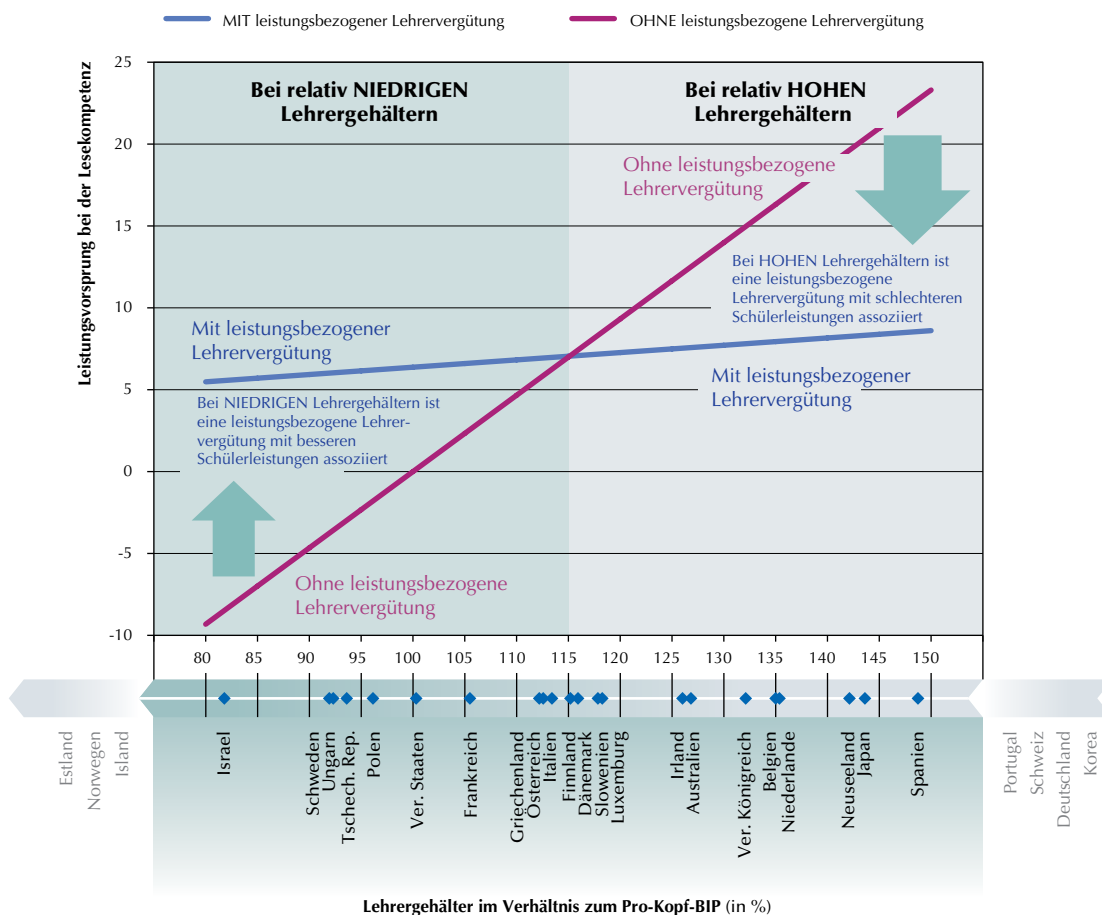 MIT leistungsbezogener Lehrervergütung
OHNE leistungsbezogene Lehrervergütung
Leistungsvorsprung bei der Lesekompetenz
25
20
15
10
5
0
-5
-10
Bei relativ NIEDRIGEN
Lehrergehältern
Bei relativ HOHEN
Lehrergehältern
Ohne leistungsbezogene
Lehrervergütung
Bei HOHEN Lehrergehältern ist
eine leistungsbezogene
Lehrervergütung mit schlechteren
Schülerleistungen assoziiert
Mit leistungsbezogener
Lehrervergütung
Mit leistungsbezogener
Lehrervergütung
Bei NIEDRIGEN Lehrergehältern ist
eine leistungsbezogene Lehrer-
vergütung mit besseren
Schülerleistungen assoziiert
Ohne leistungsbezogene
Lehrervergütung
80
85
90
95
100
105
110
115
120
125
130
135
140
145
150
Estland
Norwegen
Island
Israel
Schweden
Ungarn
Tschech. Rep.
Polen
Ver. Staaten
Frankreich
Griechenland
Österreich
Italien
Finnland
Dänemark
Slowenien
Luxemburg
Irland
Australien
Ver. Königreich
Belgien
Niederlande
Neuseeland
Japan
Spanien
Portugal
Schweiz
Deutschland
Korea
Lehrergehälter im Verhältnis zum Pro-Kopf-BIP (in %)